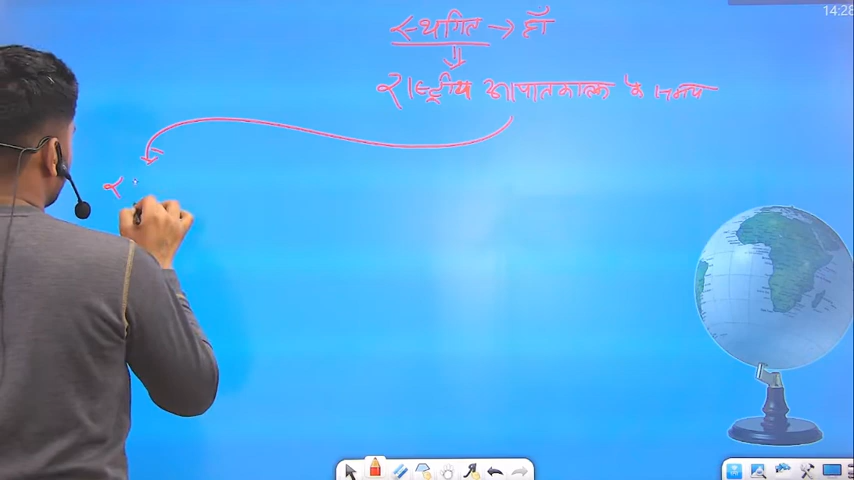 14:28
स्थगित → हाँ
राष्ट्रीय आपातकाल के समय
र